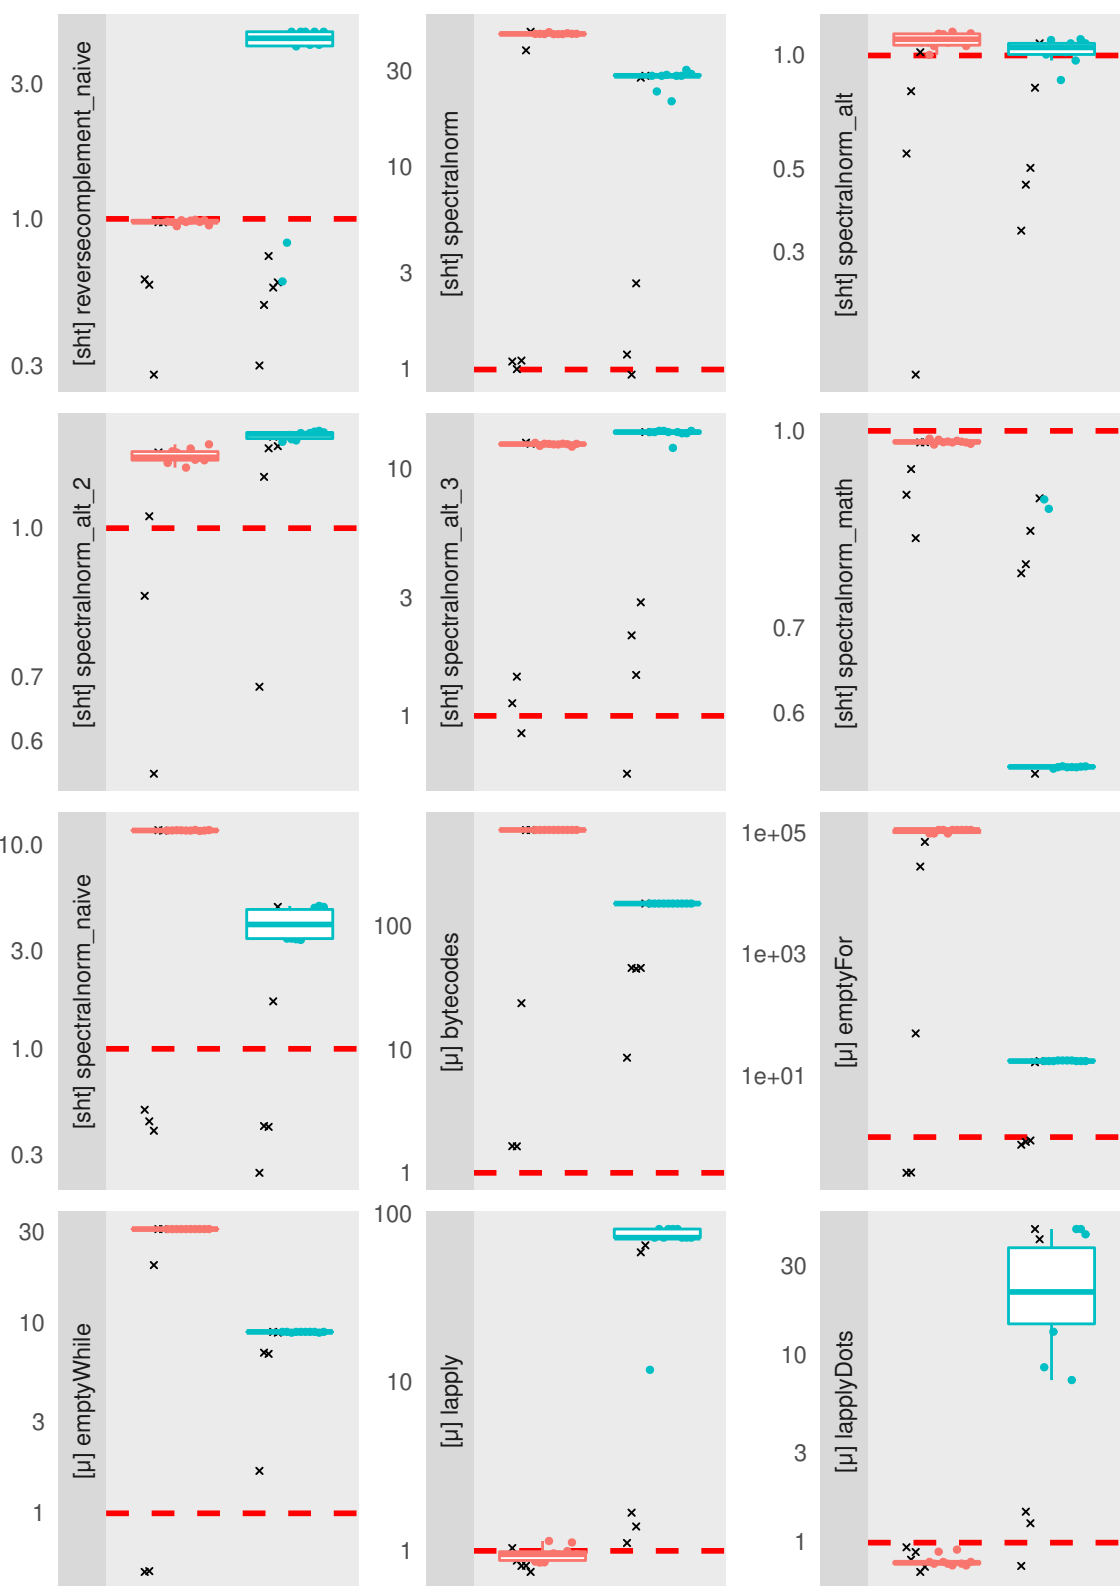 [sht] reversecomplement_naive
3.0
1.0
0.3
[sht] spectralnorm
30
10
3
1
[sht] spectralnorm_alt
1.0
0.5
0.3
[sht] spectralnorm_alt_2
1.0
0.7
0.6
[sht] spectralnorm_alt_3
10
3
1
[sht] spectralnorm_math
1.0
0.7
0.6
[sht] spectralnorm_naive
10.0
3.0
1.0
0.3
[µ] bytecodes
100
10
1
[µ] emptyFor
1e+05
1e+03
1e+01
[µ] emptyWhile
30
10
3
1
[µ] lapply
100
10
1
[µ] lapplyDots
30
10
3
1